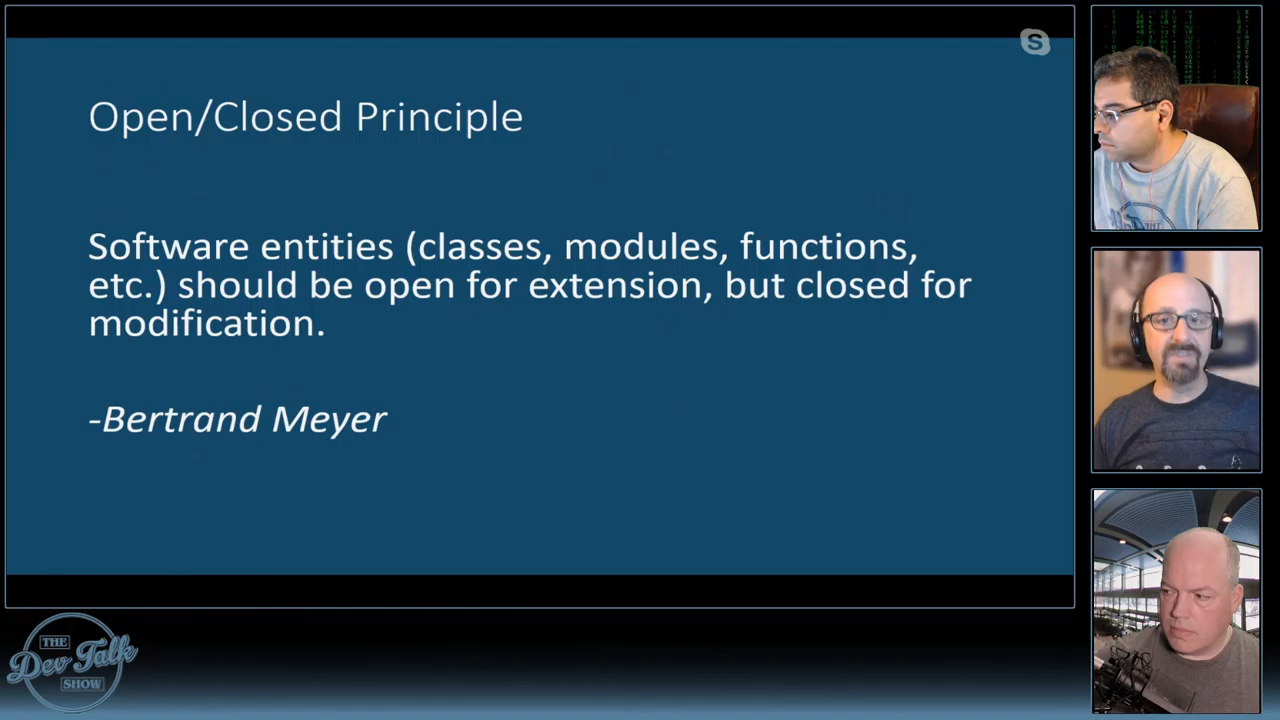 Open/Closed Principle
Software entities (classes, modules, functions,
etc.) should be open for extension, but closed for
modification.
-Bertrand Meyer
S
THE
Dev Talk
SHOW